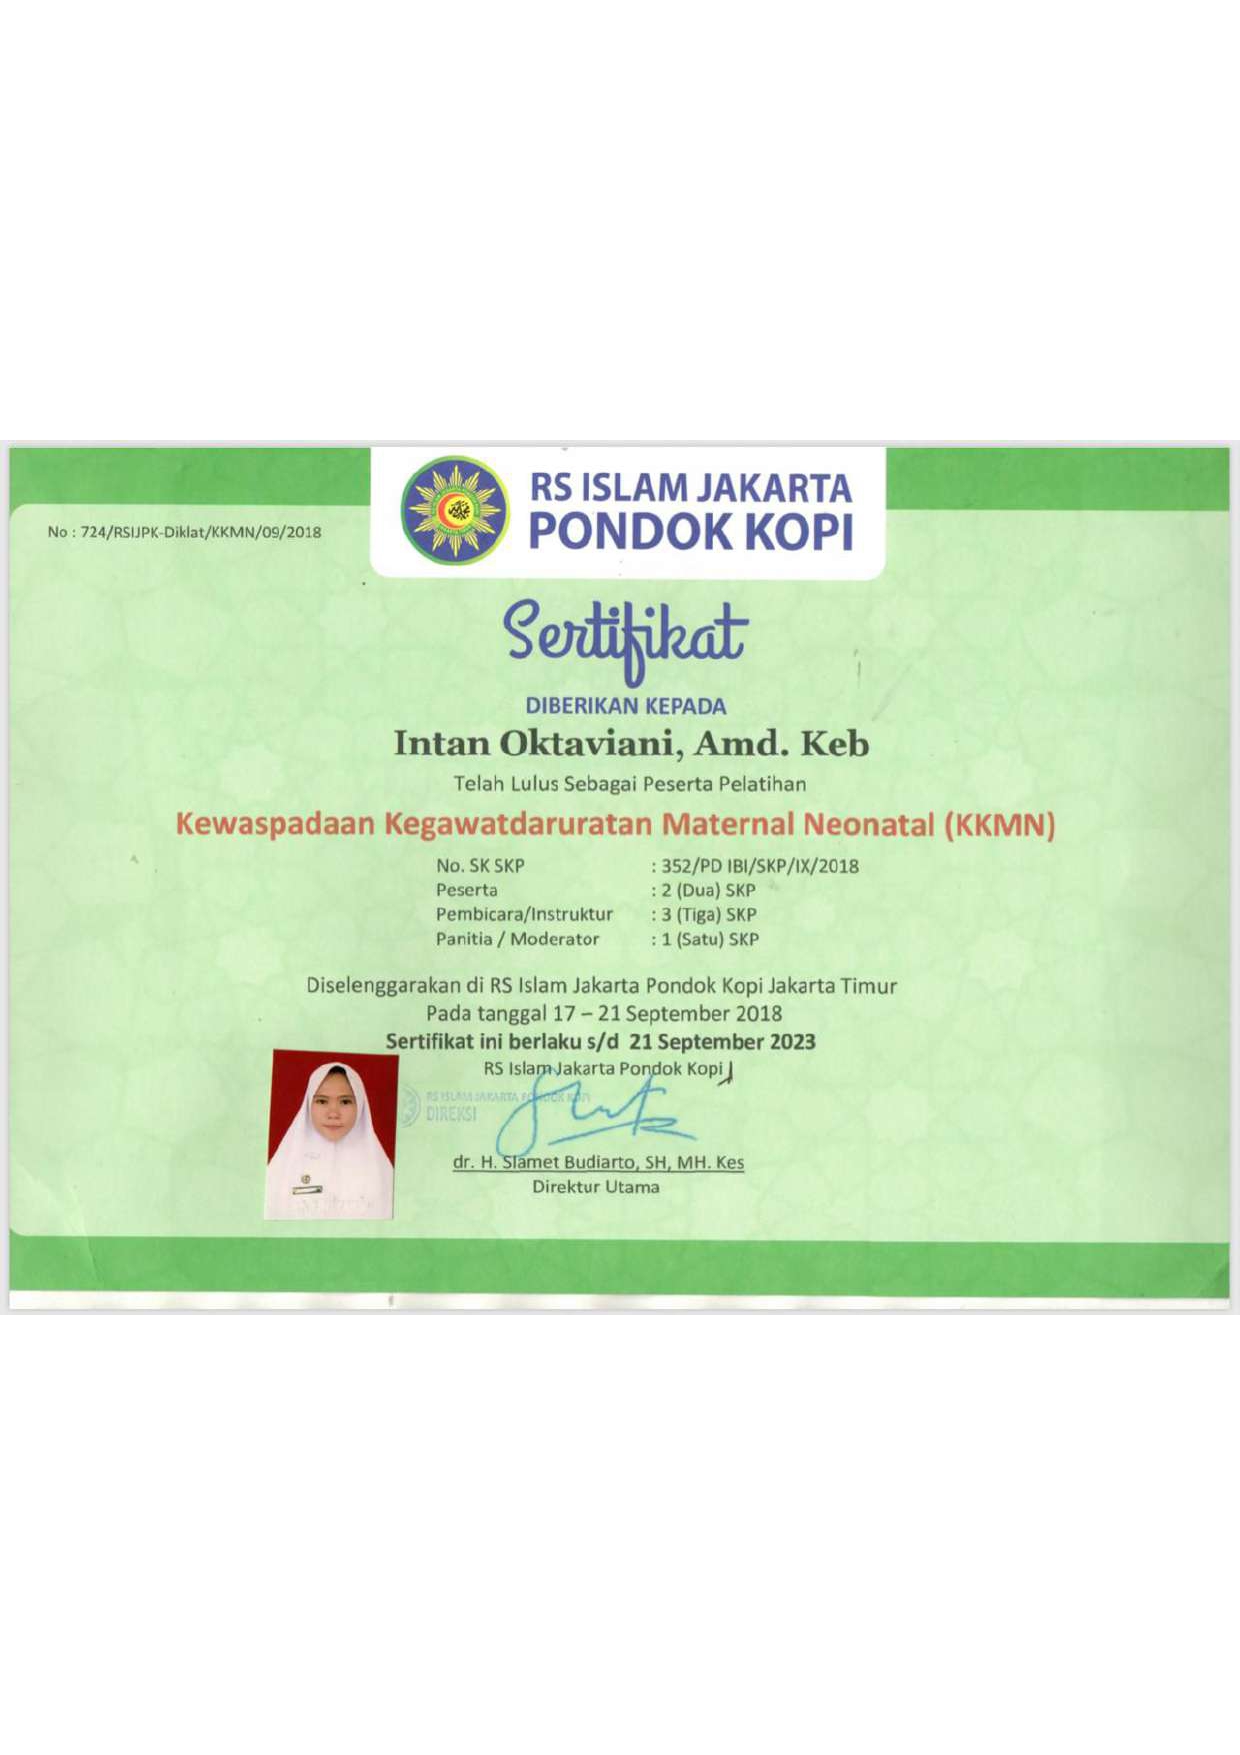 No : 724/RSIJPK-Diklat/KKMN/09/2018
RS ISLAM JAKARTA
PONDOK KOPI
Sertifikat
DIBERIKAN KEPADA
Intan Oktaviani, Amd. Keb
Telah Lulus Sebagai Peserta Pelatihan
Kewaspadaan Kegawatdaruratan Maternal Neonatal (KKMN)
No. SK SKP : 352/PD IBI/SKP/IX/2018
Peserta : 2 (Dua) SKP
Pembicara/Instruktur : 3 (Tiga) SKP
Panitia / Moderator : 1 (Satu) SKP
Diselenggarakan di RS Islam Jakarta Pondok Kopi Jakarta Timur
Pada tanggal 17 – 21 September 2018
Sertifikat ini berlaku s/d 21 September 2023
RS Islam Jakarta Pondok Kopi
RS ISLAM JAKARTA PONDOK KOPI
DIREKSI
dr. H. Slamet Budiarto, SH, MH. Kes
Direktur Utama